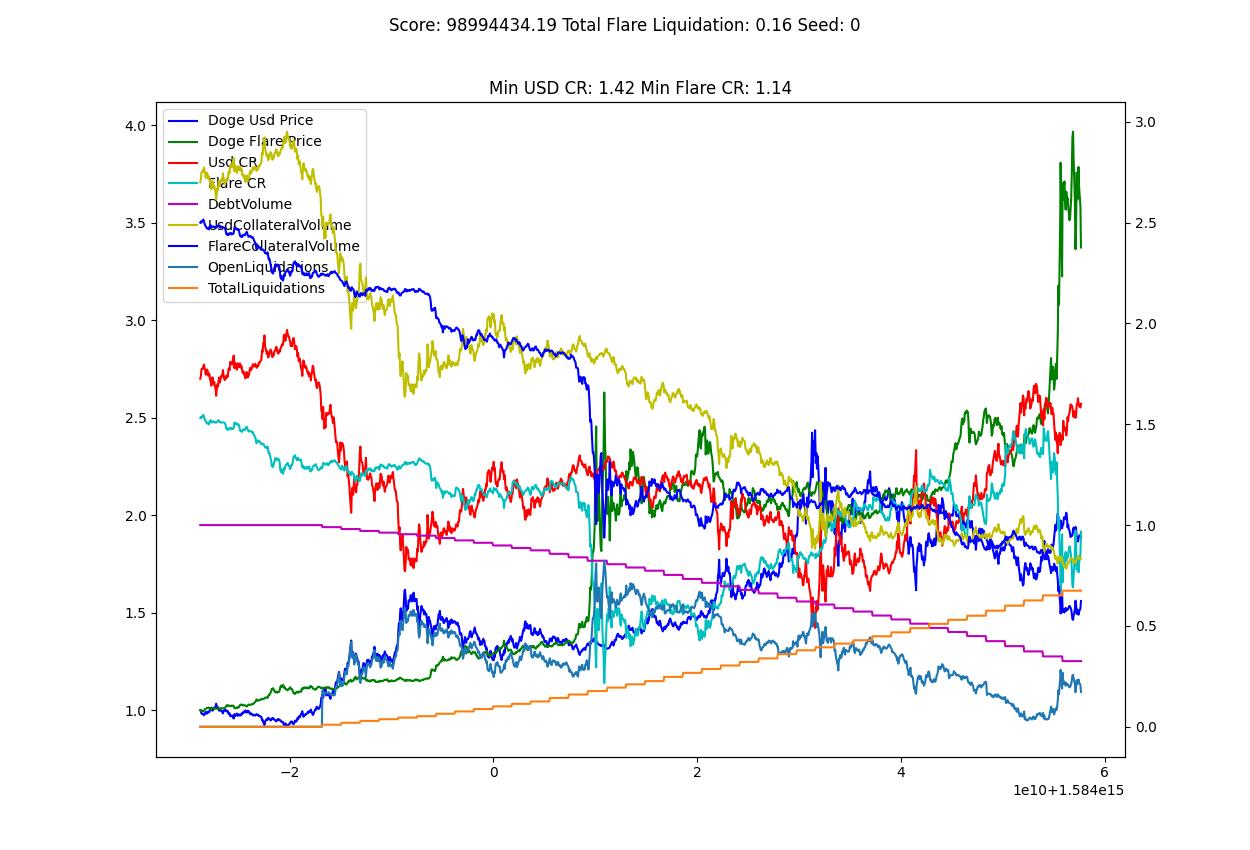 Score: 98994434.19 Total Flare Liquidation: 0.16 Seed: 0
Min USD CR: 1.42 Min Flare CR: 1.14
Doge Usd Price
Doge Flare Price
Usd CR
Flare CR
DebtVolume
UsdCollateralVolume
FlareCollateralVolume
OpenLiquidations
TotalLiquidations
4.0
3.5
3.0
2.5
2.0
1.5
1.0
3.0
2.5
2.0
1.5
1.0
0.5
0.0
−2
0
2
4
6
1e10+1.584e15